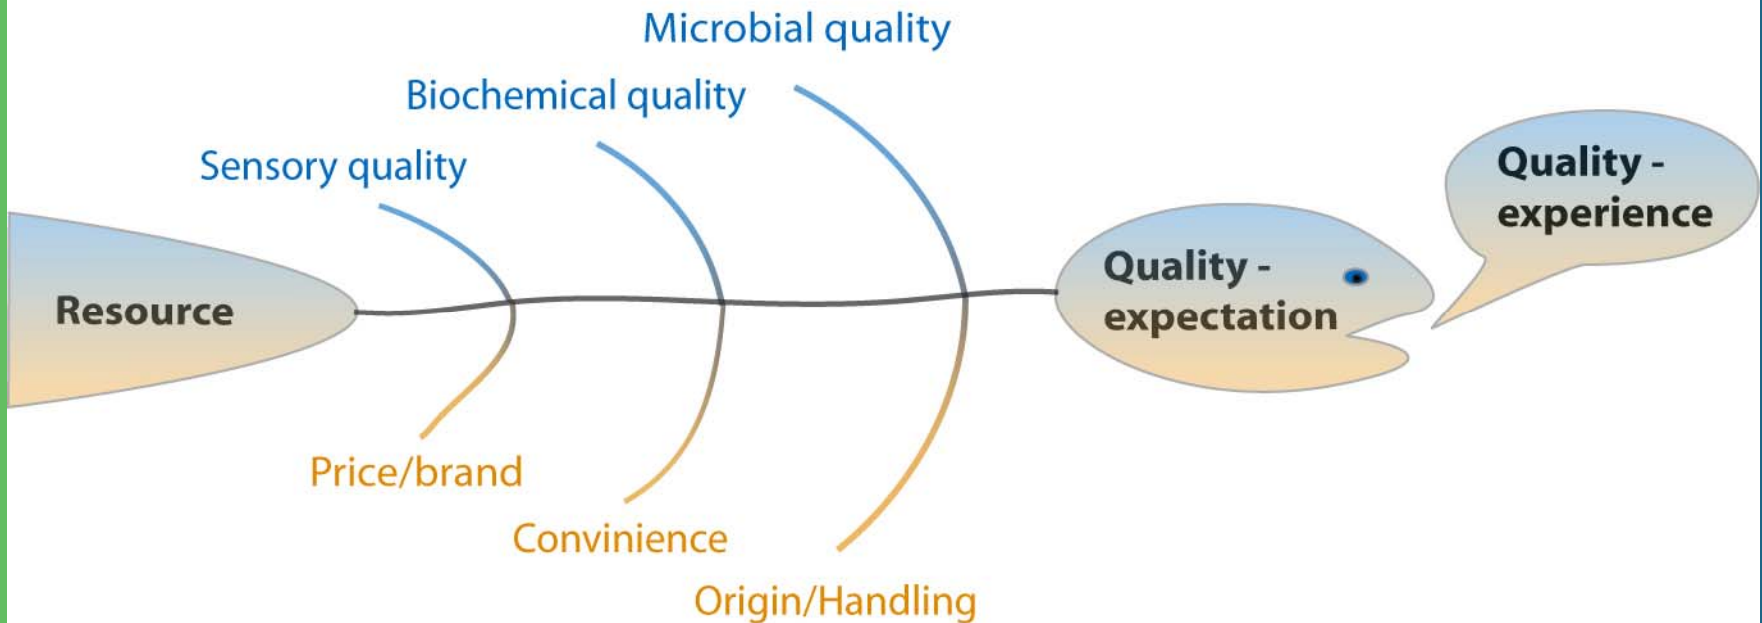 Microbial quality
Biochemical quality
Sensory quality
Quality -
experience
Quality -
expectation
Resource
Price/brand
Convinience
Origin/Handling